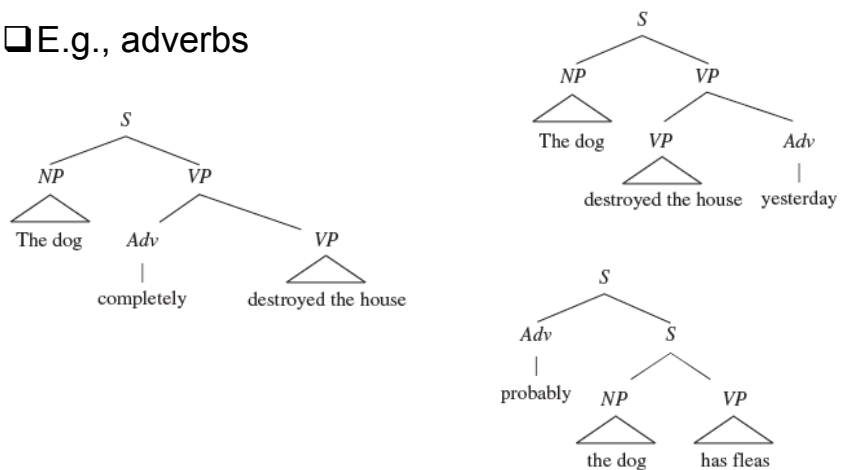 ❑E.g., adverbs
S
NP VP
The dog Adv VP
completely destroyed the house
S
NP VP
The dog VP Adv
destroyed the house yesterday
S
Adv S
probably NP VP
the dog has fleas